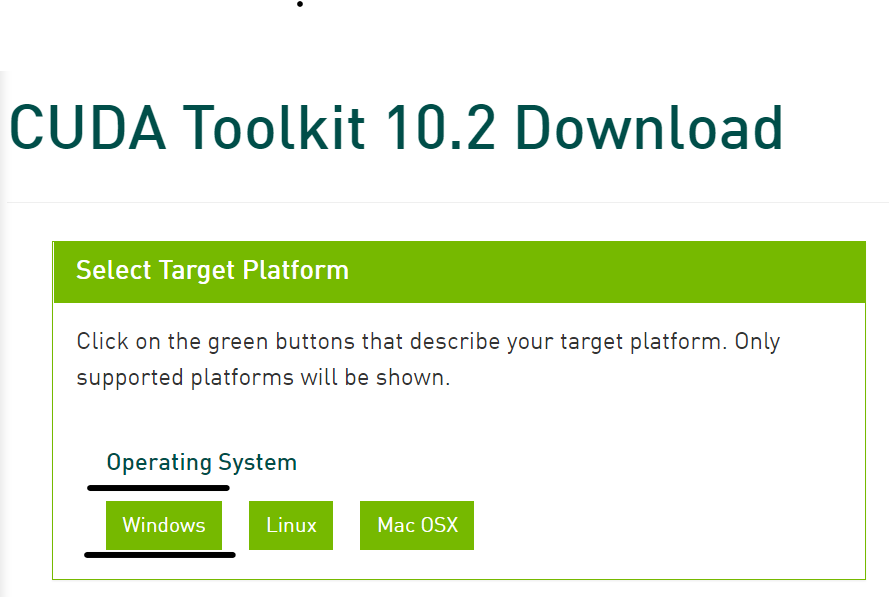 CUDA Toolkit 10.2 Download
Select Target Platform
Click on the green buttons that describe your target platform. Only
supported platforms will be shown.
Operating System
Windows Linux Mac OSX